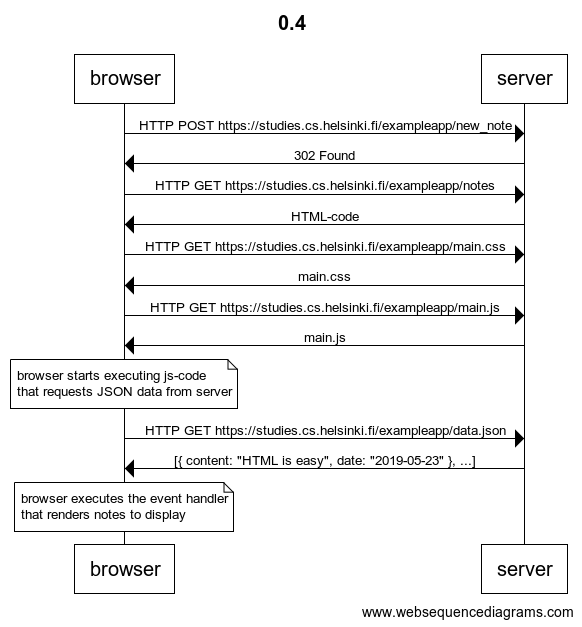 0.4
browser
server
HTTP POST https://studies.cs.helsinki.fi/exampleapp/new_note
302 Found
HTTP GET https://studies.cs.helsinki.fi/exampleapp/notes
HTML-code
HTTP GET https://studies.cs.helsinki.fi/exampleapp/main.css
main.css
HTTP GET https://studies.cs.helsinki.fi/exampleapp/main.js
main.js
browser starts executing js-code
that requests JSON data from server
HTTP GET https://studies.cs.helsinki.fi/exampleapp/data.json
[{ content: "HTML is easy", date: "2019-05-23" }, ...]
browser executes the event handler
that renders notes to display
browser
server
www.websequencediagrams.com